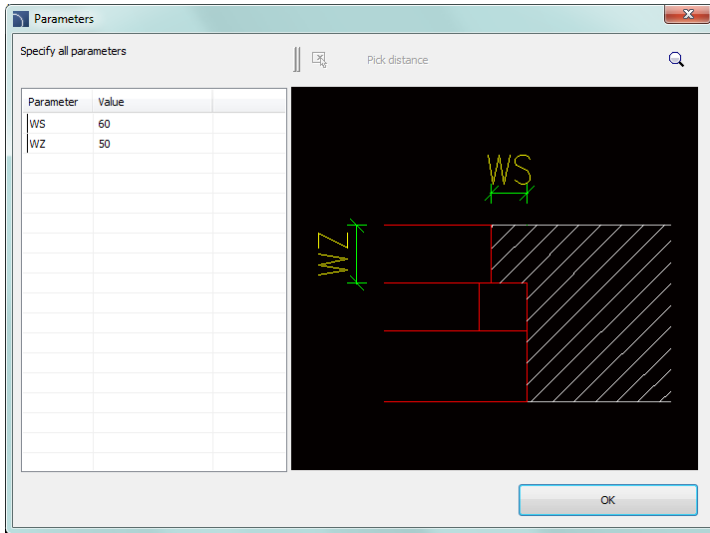 Parameters
Specify all parameters
Pick distance
Parameter Value
WS 60
WZ 50
WS
WZ
OK